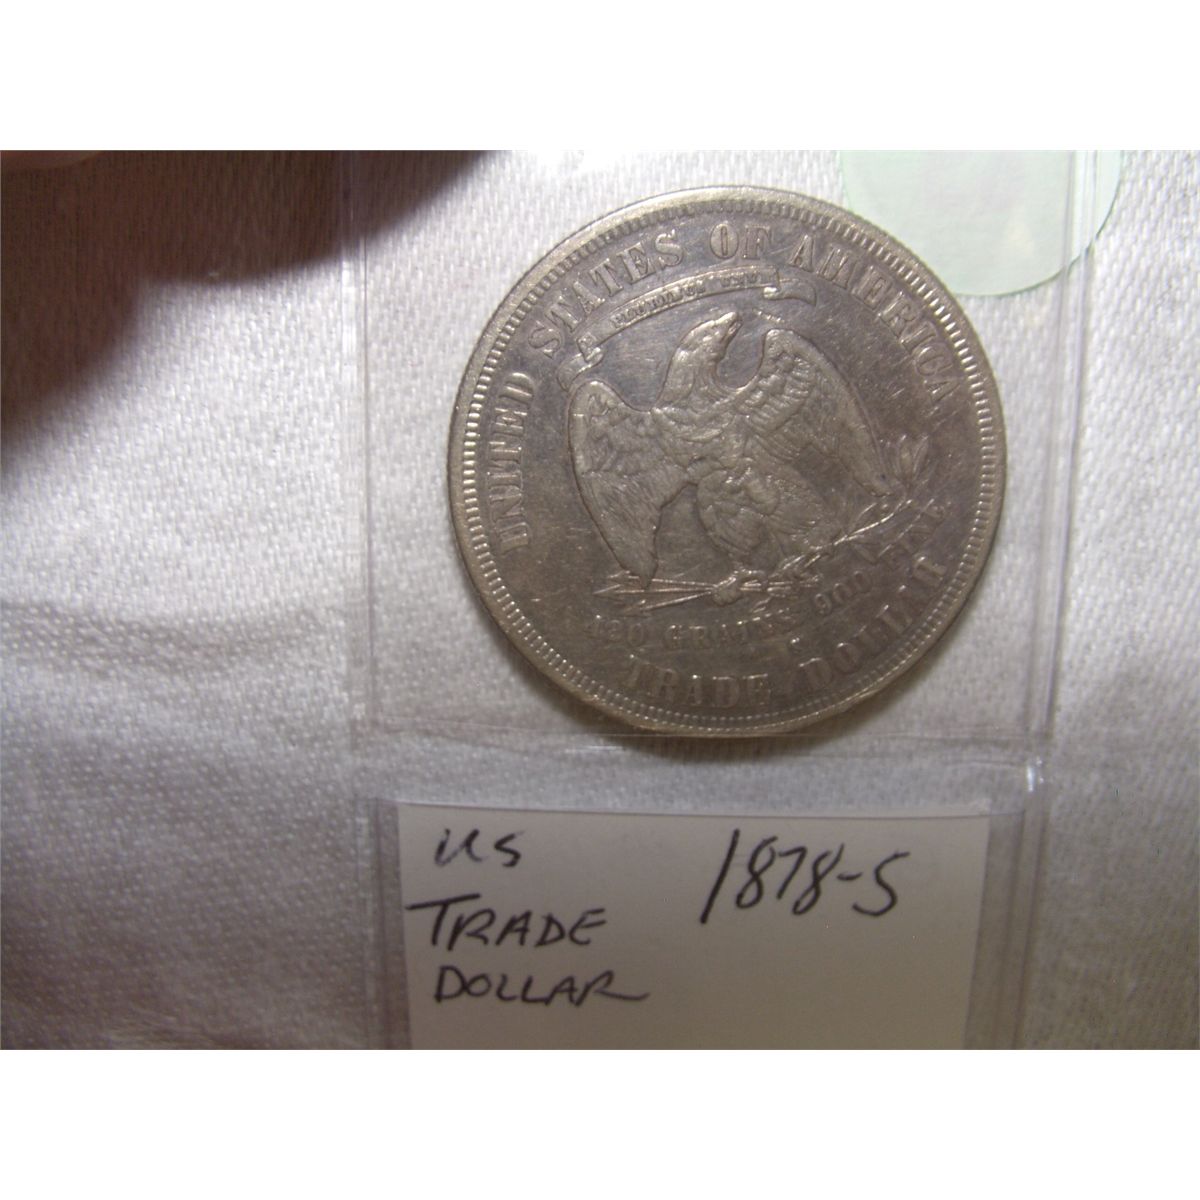 UNITED STATES OF AMERICA
E PLURIBUS UNUM
420 GRAINS 900 FINE
S
TRADE DOLLAR
US 1878-S
TRADE
DOLLAR